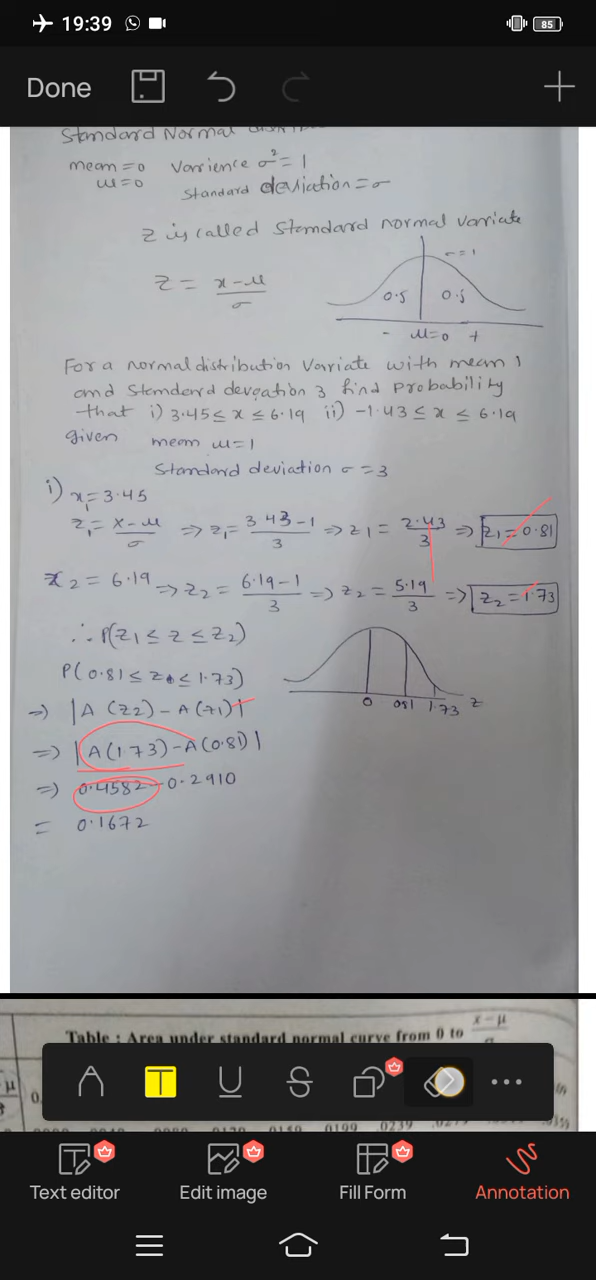 19:39
85
Done
Standard Normal
mean=0 Varience σ²=1
μ=0 Standard deviation=σ
Z is called Standard normal variate
σ=1
Z = x-μ/σ
0.5 0.5
- μ=0 +
For a normal distribution Variate with mean 1
and Standerd deveation 3 find Probability
that i) 3.45 ≤ x ≤ 6.19 ii) -1.43 ≤ x ≤ 6.19
given mean μ=1
Standard deviation σ=3
i) x₁=3.45
z₁= x-μ/σ ⇒ z₁= 3.43-1/3 ⇒ z₁= 2.43/3 ⇒ z₁=0.81
x₂=6.19 ⇒ z₂= 6.19-1/3 ⇒ z₂= 5.19/3 ⇒ z₂=1.73
∴ P(z₁ ≤ z ≤ z₂)
P(0.81 ≤ z ≤ 1.73)
0 081 1.73 z
⇒ |A(z2)-A(z1)|
⇒ |A(1.73)-A(0.81)|
⇒ 0.4582-0.2910
= 0.1672
Table : Area under standard normal curve from 0 to x-μ/σ
.0199 .0239
Text editor Edit image Fill Form Annotation